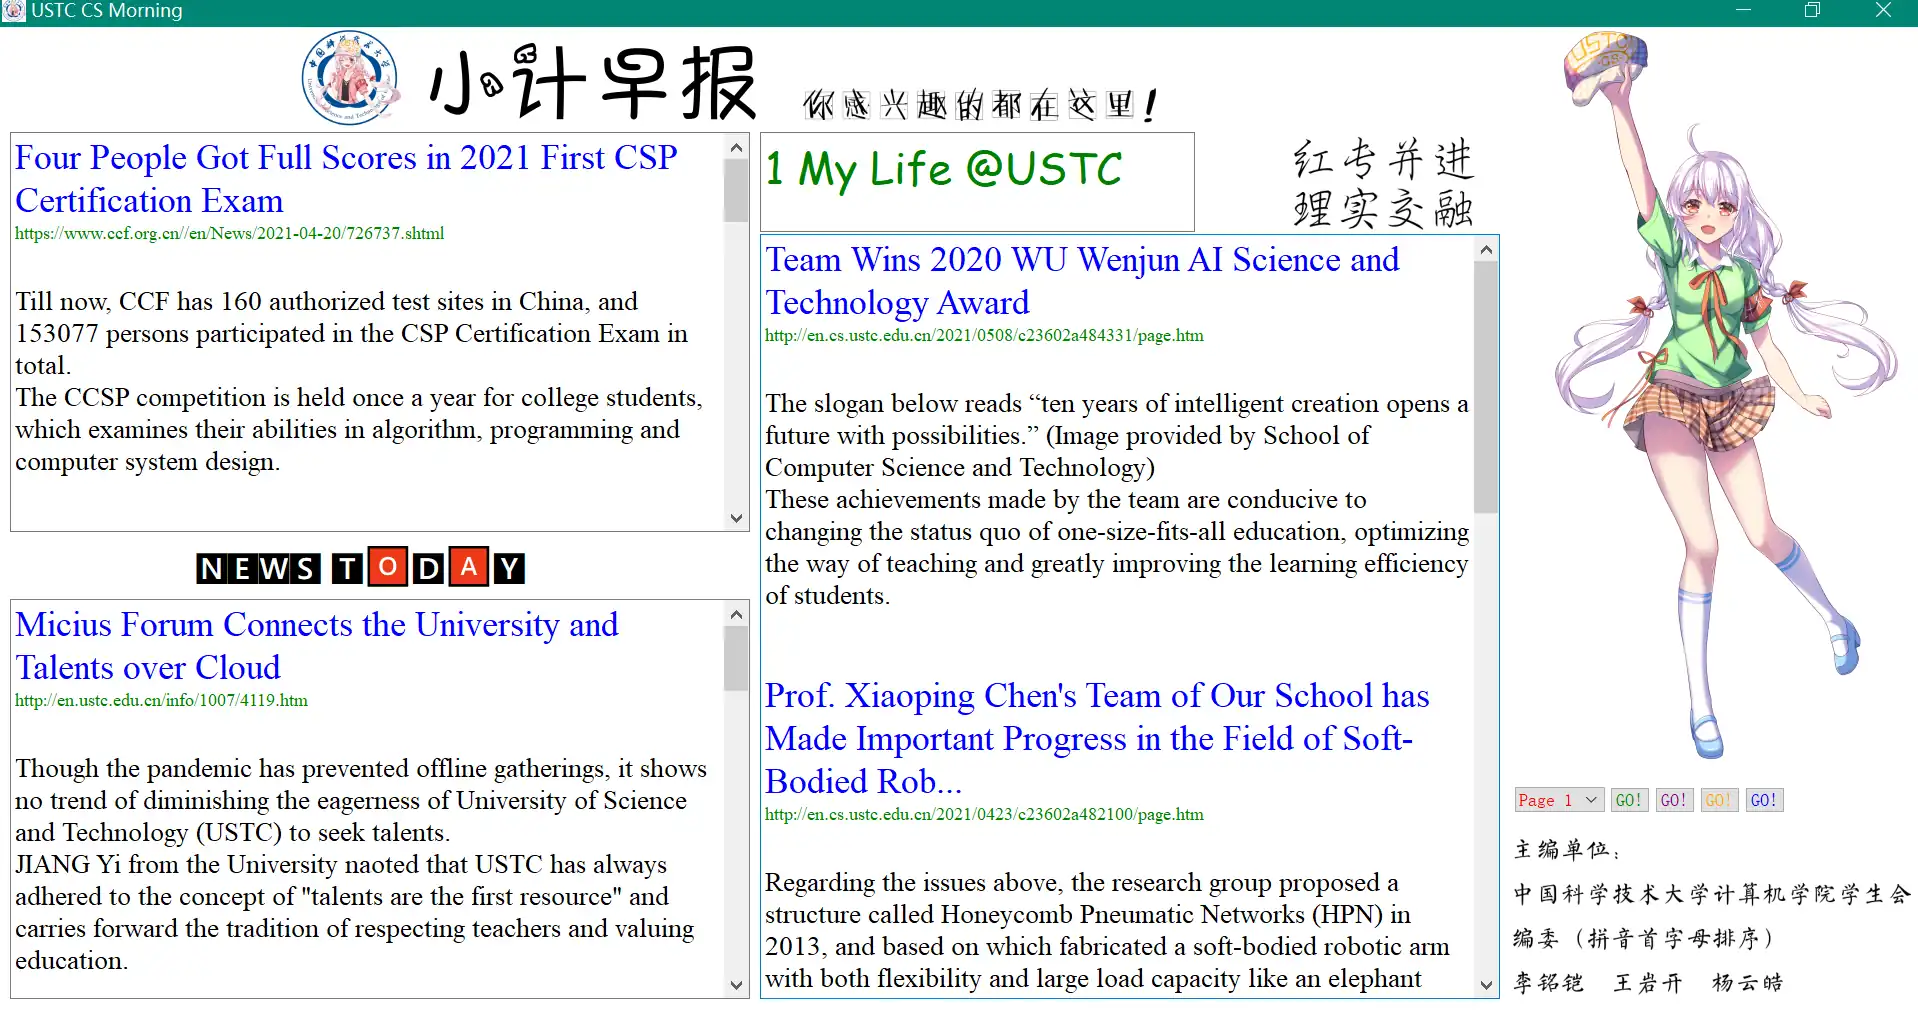 USTC CS Morning
小计早报
你感兴趣的都在这里！
Four People Got Full Scores in 2021 First CSP
Certification Exam
https://www.ccf.org.cn//en/News/2021-04-20/726737.shtml
Till now, CCF has 160 authorized test sites in China, and
153077 persons participated in the CSP Certification Exam in
total.
The CCSP competition is held once a year for college students,
which examines their abilities in algorithm, programming and
computer system design.
NEWS TODAY
Micius Forum Connects the University and
Talents over Cloud
http://en.ustc.edu.cn/info/1007/4119.htm
Though the pandemic has prevented offline gatherings, it shows
no trend of diminishing the eagerness of University of Science
and Technology (USTC) to seek talents.
JIANG Yi from the University naoted that USTC has always
adhered to the concept of "talents are the first resource" and
carries forward the tradition of respecting teachers and valuing
education.
1 My Life @USTC
红专并进
理实交融
Team Wins 2020 WU Wenjun AI Science and
Technology Award
http://en.cs.ustc.edu.cn/2021/0508/c23602a484331/page.htm
The slogan below reads “ten years of intelligent creation opens a
future with possibilities.” (Image provided by School of
Computer Science and Technology)
These achievements made by the team are conducive to
changing the status quo of one-size-fits-all education, optimizing
the way of teaching and greatly improving the learning efficiency
of students.
Prof. Xiaoping Chen's Team of Our School has
Made Important Progress in the Field of Soft-
Bodied Rob...
http://en.cs.ustc.edu.cn/2021/0423/c23602a482100/page.htm
Regarding the issues above, the research group proposed a
structure called Honeycomb Pneumatic Networks (HPN) in
2013, and based on which fabricated a soft-bodied robotic arm
with both flexibility and large load capacity like an elephant
USTC
Page 1 GO! GO! GO! GO!
主编单位：
中国科学技术大学计算机学院学生会
编委（拼音首字母排序）
李铭铠 王岩开 杨云皓